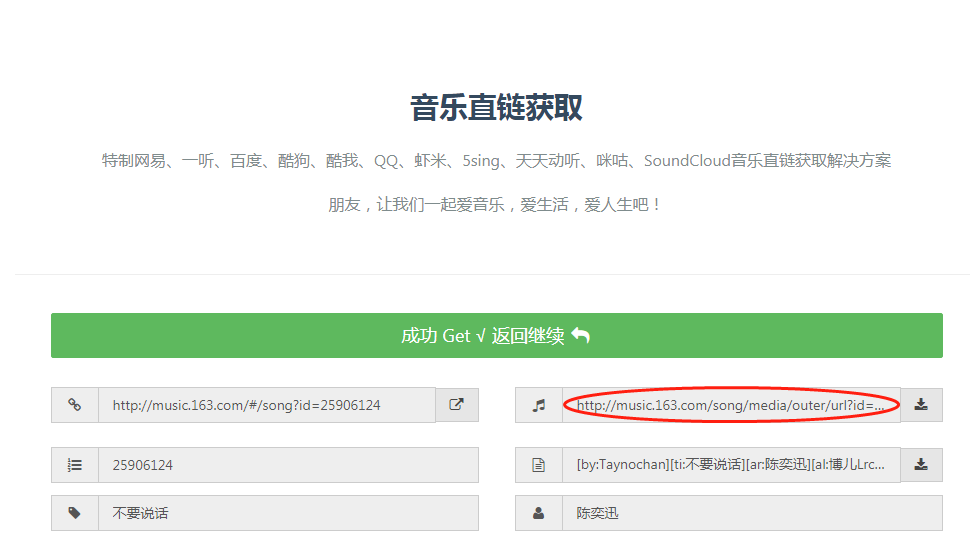 音乐直链获取
特制网易、一听、百度、酷狗、酷我、QQ、虾米、5sing、天天动听、咪咕、SoundCloud音乐直链获取解决方案
朋友，让我们一起爱音乐，爱生活，爱人生吧！
成功 Get √ 返回继续
http://music.163.com/#/song?id=25906124
http://music.163.com/song/media/outer/url?id=...
25906124
[by:Taynochan][ti:不要说话][ar:陈奕迅][al:博儿Lrc...
不要说话
陈奕迅